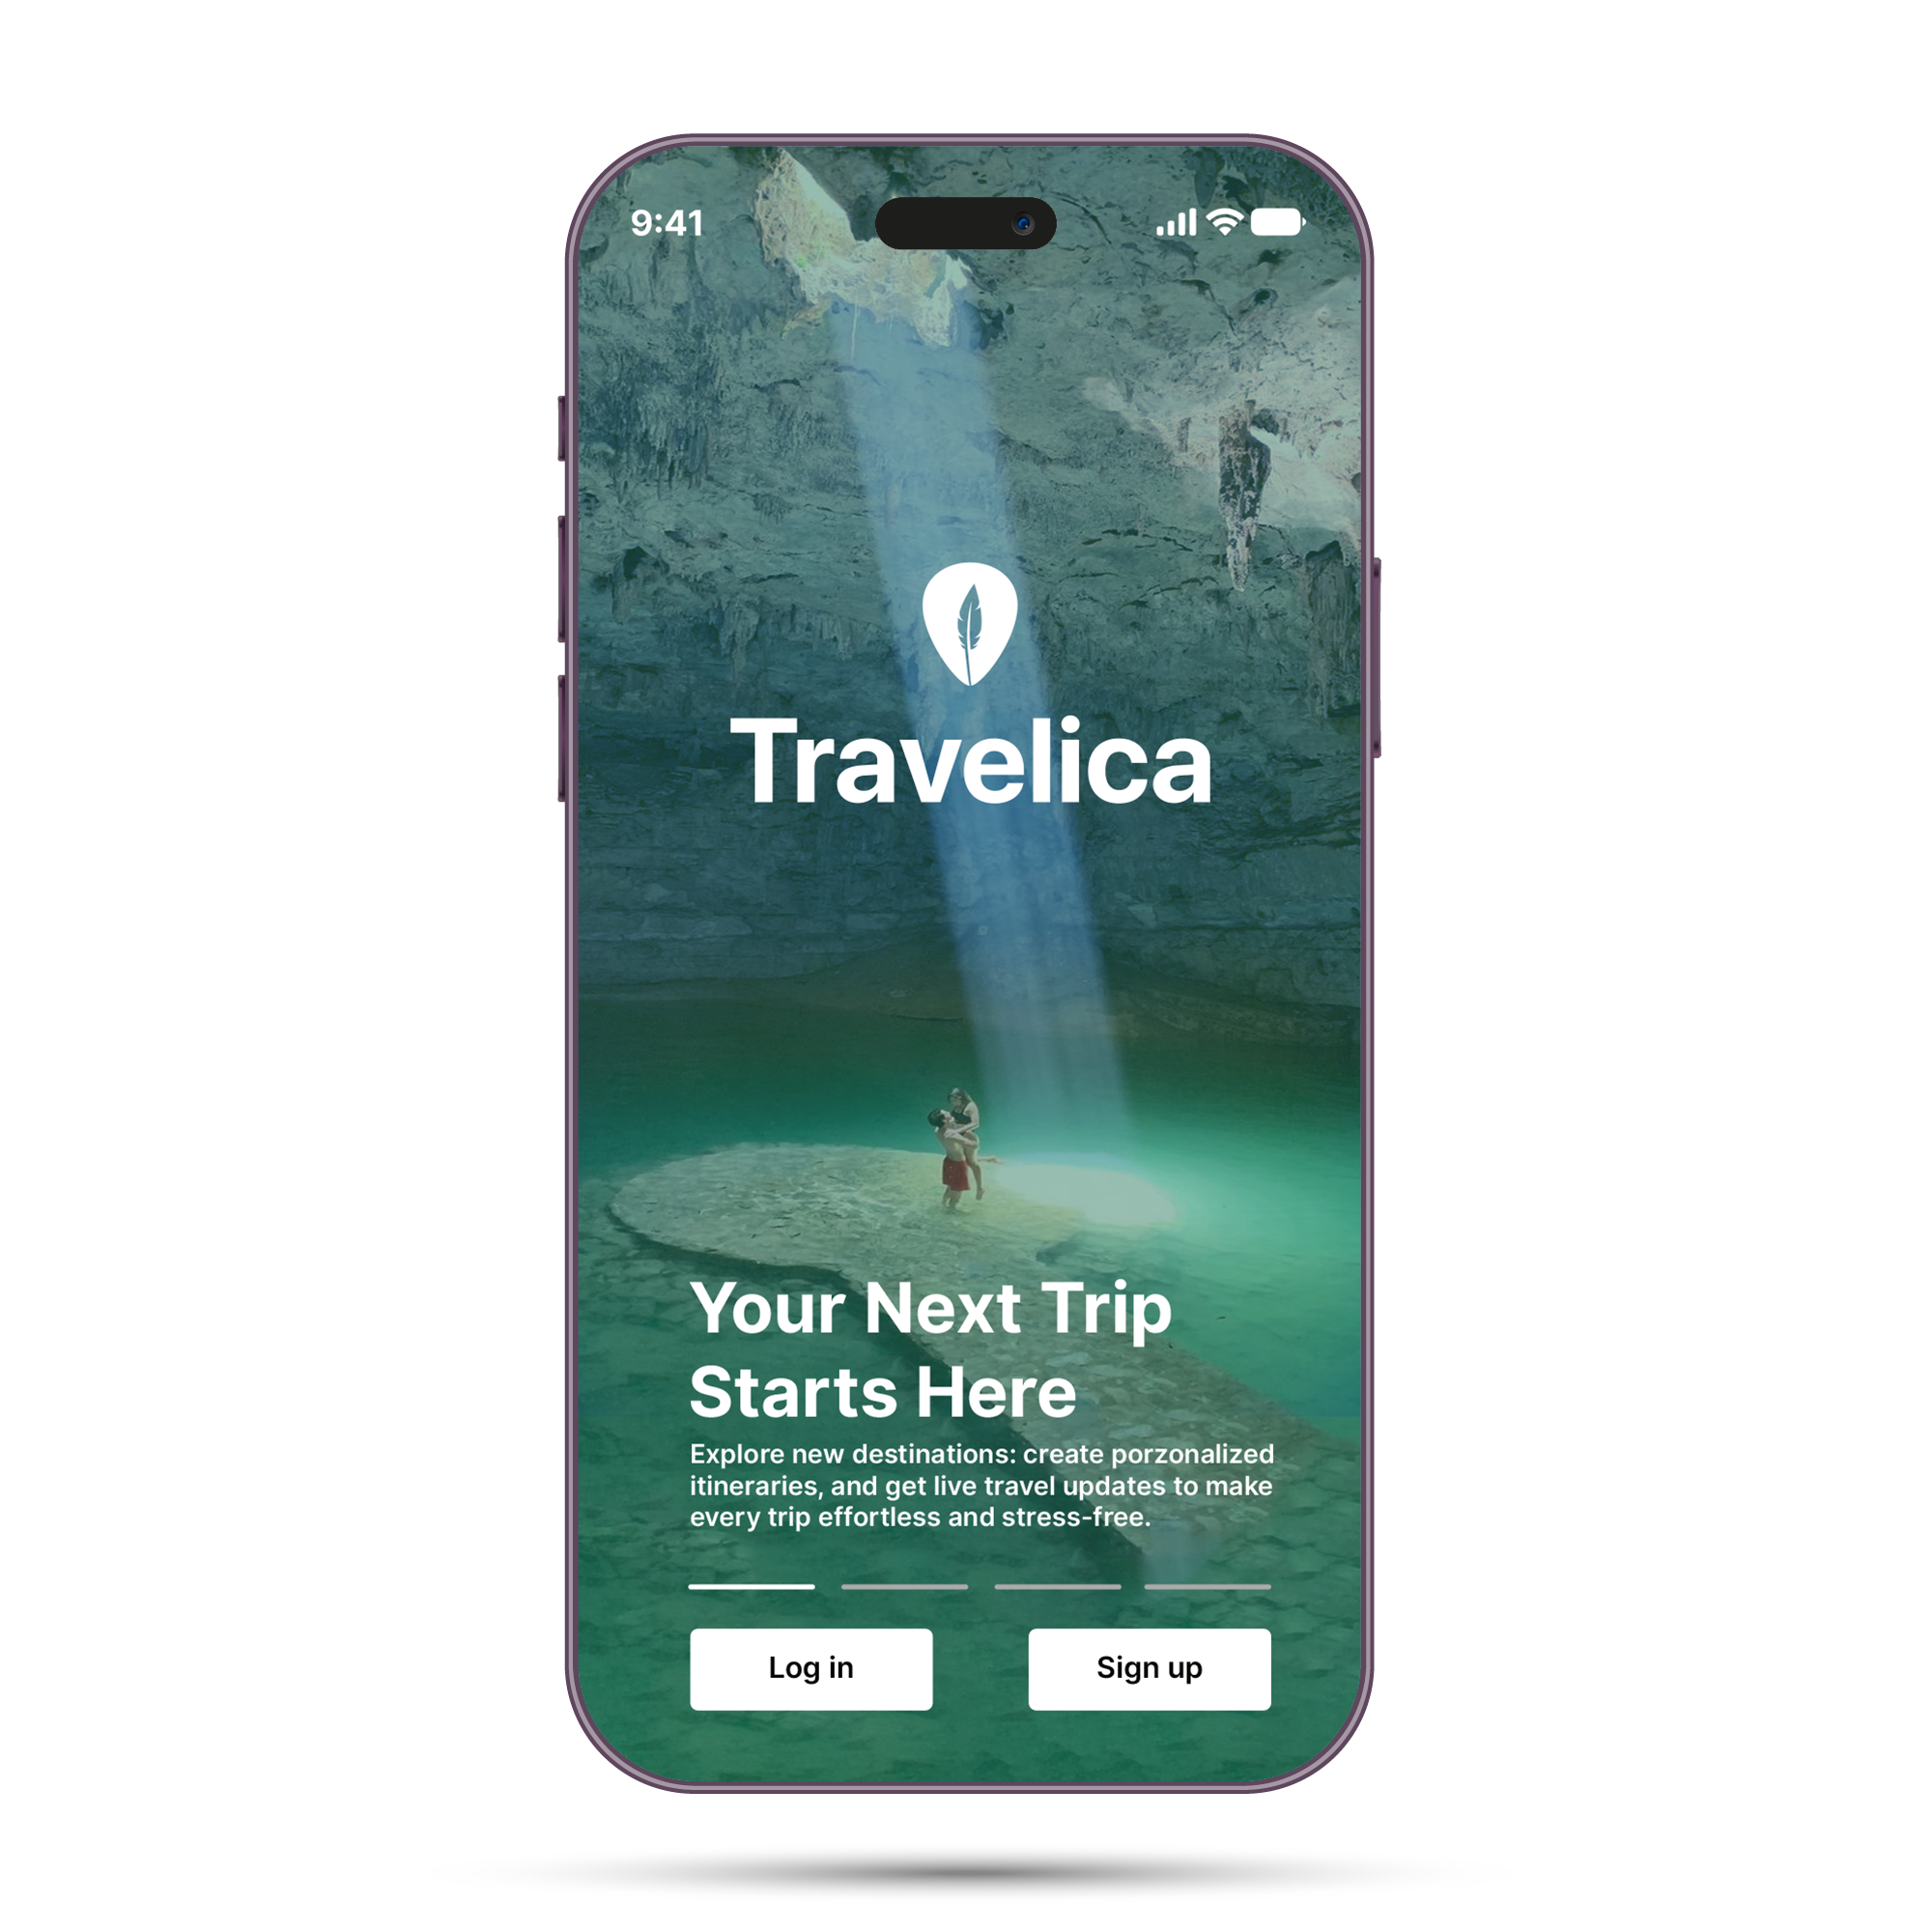 9:41
Travelica
Your Next Trip
Starts Here
Explore new destinations: create porzonalized
itineraries, and get live travel updates to make
every trip effortless and stress-free.
Log in
Sign up